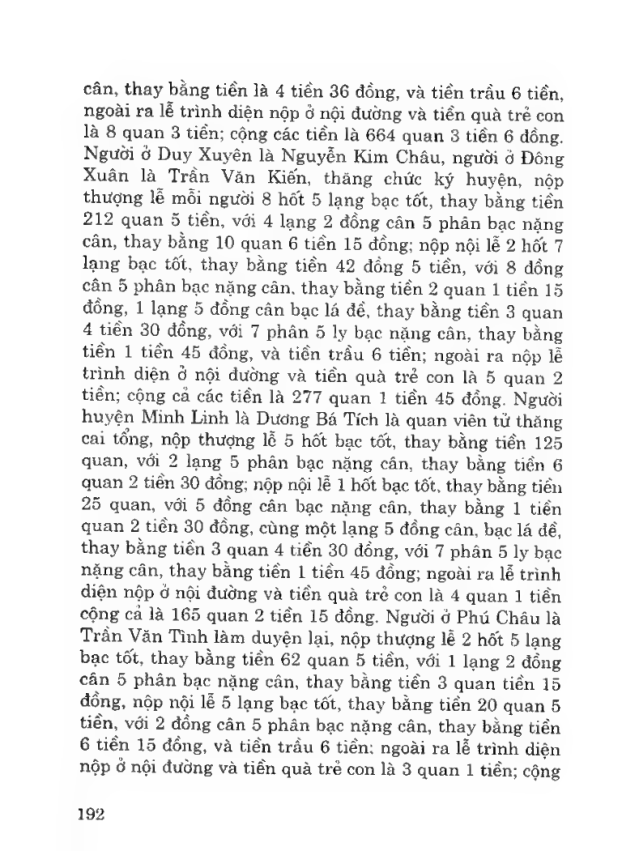 cân, thay bằng tiền là 4 tiền 36 đồng, và tiền trầu 6 tiền,
ngoài ra lễ trình diện nộp ở nội đường và tiền quà trẻ con
là 8 quan 3 tiền; cộng các tiền là 664 quan 3 tiền 6 đồng.
Người ở Duy Xuyên là Nguyễn Kim Châu, người ở Đông
Xuân là Trần Văn Kiến, thăng chức ký huyện, nộp
thượng lễ mỗi người 8 hốt 5 lạng bạc tốt, thay bằng tiền
212 quan 5 tiền, với 4 lạng 2 đồng cân 5 phân bạc nặng
cân, thay bằng 10 quan 6 tiền 15 đồng; nộp nội lễ 2 hốt 7
lạng bạc tốt, thay bằng tiền 42 đồng 5 tiền, với 8 đồng
cân 5 phân bạc nặng cân, thay bằng tiền 2 quan 1 tiền 15
đồng, 1 lạng 5 đồng cân bạc lá đề, thay bằng tiền 3 quan
4 tiền 30 đồng, với 7 phân 5 ly bạc nặng cân, thay bằng
tiền 1 tiền 45 đồng, và tiền trầu 6 tiền; ngoài ra nộp lễ
trình diện ở nội đường và tiền quà trẻ con là 5 quan 2
tiền; cộng cả các tiền là 277 quan 1 tiền 45 đồng. Người
huyện Minh Linh là Dương Bá Tích là quan viên tử thăng
cai tổng, nộp thượng lễ 5 hốt bạc tốt, thay bằng tiền 125
quan, với 2 lạng 5 phân bạc nặng cân, thay bằng tiền 6
quan 2 tiền 30 đồng; nộp nội lễ 1 hốt bạc tốt, thay bằng tiền
25 quan, với 5 đồng cân bạc nặng cân, thay bằng 1 tiền
quan 2 tiền 30 đồng, cùng một lạng 5 đồng cân, bạc lá đề,
thay bằng tiền 3 quan 4 tiền 30 đồng, với 7 phân 5 ly bạc
nặng cân, thay bằng tiền 1 tiền 45 đồng; ngoài ra lễ trình
diện nộp ở nội đường và tiền quà trẻ con là 4 quan 1 tiền
cộng cả là 165 quan 2 tiền 15 đồng. Người ở Phú Châu là
Trần Văn Tình làm duyện lại, nộp thượng lễ 2 hốt 5 lạng
bạc tốt, thay bằng tiền 62 quan 5 tiền, với 1 lạng 2 đồng
cân 5 phân bạc nặng cân, thay bằng tiền 3 quan tiền 15
đồng, nộp nội lễ 5 lạng bạc tốt, thay bằng tiền 20 quan 5
tiền, với 2 đồng cân 5 phân bạc nặng cân, thay bằng tiền
6 tiền 15 đồng, và tiền trầu 6 tiền; ngoài ra lễ trình diện
nộp ở nội đường và tiền quà trẻ con là 3 quan 1 tiền; cộng
192